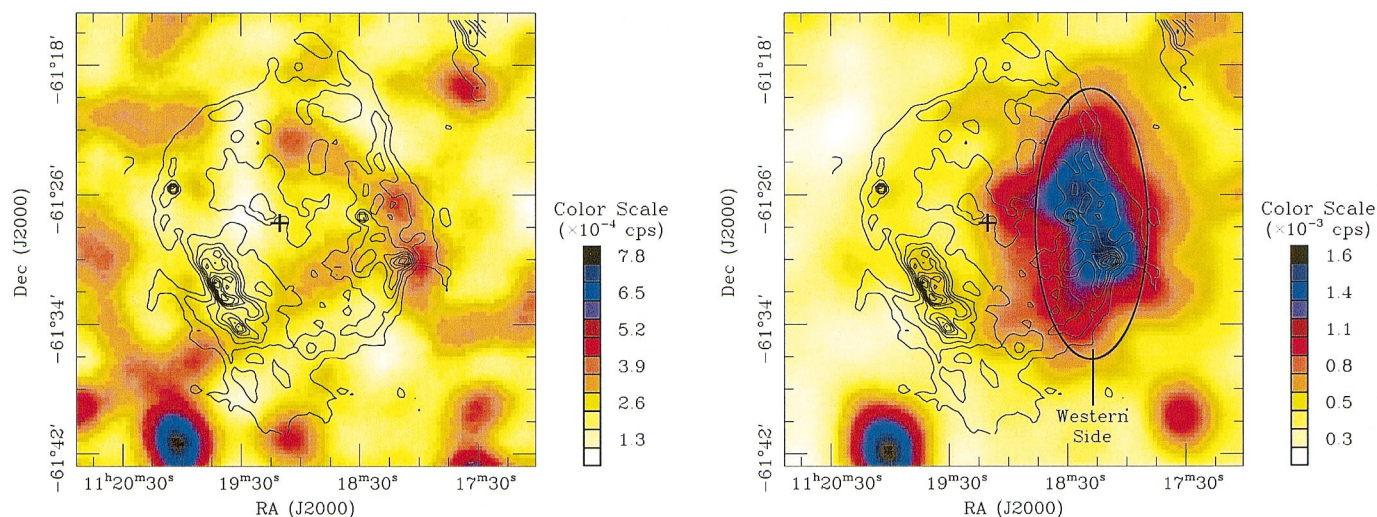 −61°18′
−61°26′
−61°34′
−61°42′
Dec (J2000)
11h20m30s
19m30s
18m30s
17m30s
RA (J2000)
Color Scale
(×10−4 cps)
7.8
6.5
5.2
3.9
2.6
1.3
−61°18′
−61°26′
−61°34′
−61°42′
Dec (J2000)
Western
Side
11h20m30s
19m30s
18m30s
17m30s
RA (J2000)
Color Scale
(×10−3 cps)
1.6
1.4
1.1
0.8
0.5
0.3